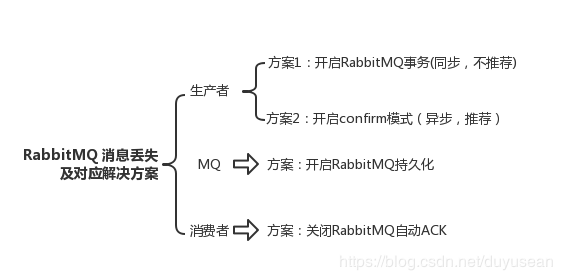 方案1：开启RabbitMQ事务(同步，不推荐)
生产者
方案2：开启confirm模式（异步，推荐）
RabbitMQ 消息丢失
及对应解决方案
MQ
方案：开启RabbitMQ持久化
消费者
方案：关闭RabbitMQ自动ACK
https://blog.csdn.net/duyusean